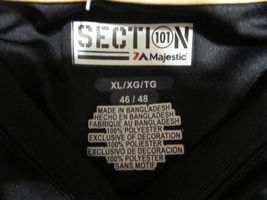 SECTION 101
Majestic®
XL/XG/TG
46 / 48
MADE IN BANGLADESH
HECHO EN BANGLADESH
FABRIQUE AU BANGLADESH
100% POLYESTER
EXCLUSIVE OF DECORATION
100% POLYESTER
EXCLUSIVO DE DECORACION
100% POLYESTER
SANS MOTIF